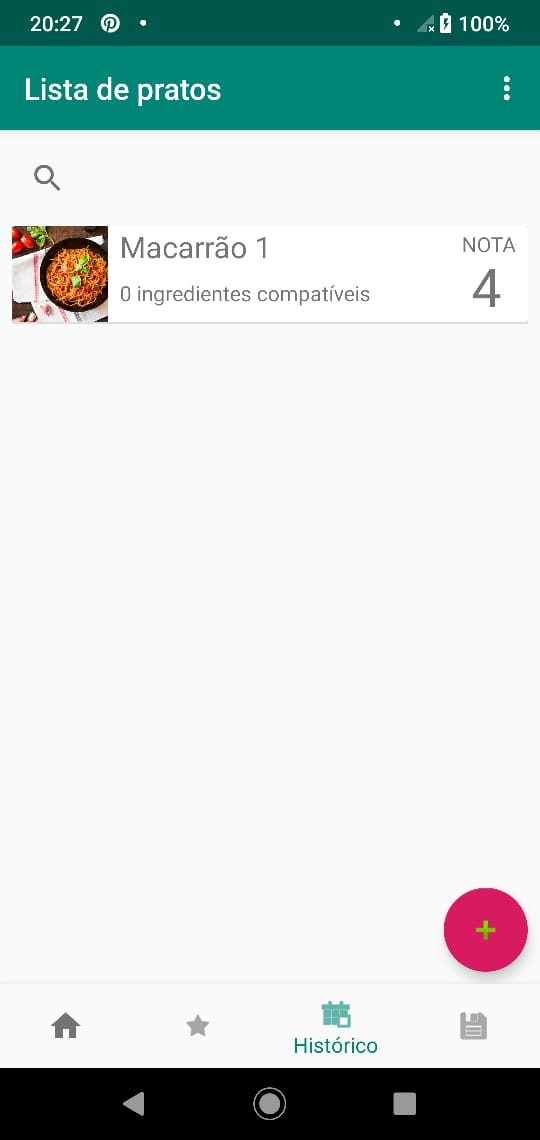 20:27
100%
Lista de pratos
Macarrão 1
NOTA
0 ingredientes compatíveis
4
Histórico